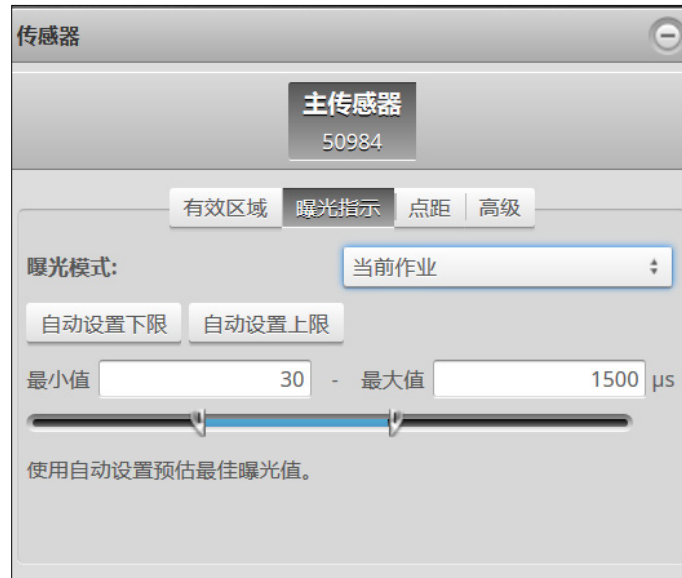 传感器
主传感器
50984
有效区域 曝光指示 点距 高级
曝光模式: 当前作业
自动设置下限 自动设置上限
最小值 30 - 最大值 1500 µs
使用自动设置预估最佳曝光值。